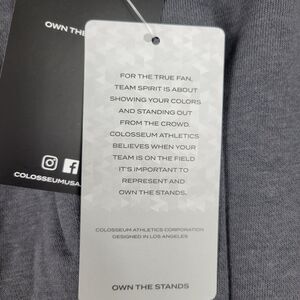 OWN THE
COLOSSEUMUSA.
FOR THE TRUE FAN,
TEAM SPIRIT IS ABOUT
SHOWING YOUR COLORS
AND STANDING OUT
FROM THE CROWD.
COLOSSEUM ATHLETICS
BELIEVES WHEN YOUR
TEAM IS ON THE FIELD
IT'S IMPORTANT TO
REPRESENT AND
OWN THE STANDS.
COLOSSEUM ATHLETICS CORPORATION
DESIGNED IN LOS ANGELES
OWN THE STANDS